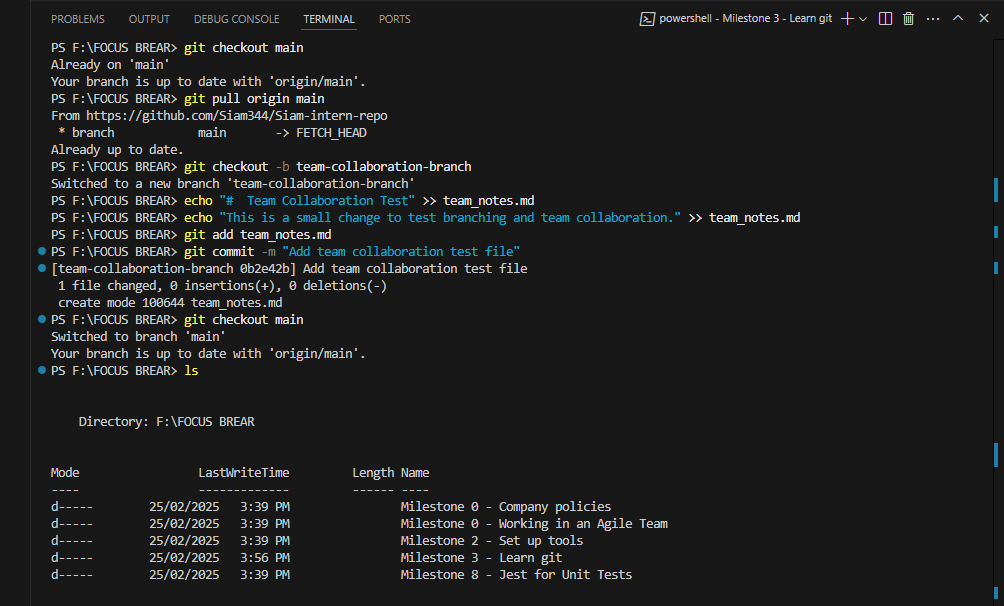 PROBLEMS OUTPUT DEBUG CONSOLE TERMINAL PORTS powershell - Milestone 3 - Learn git
PS F:\FOCUS BREAR> git checkout main
Already on 'main'
Your branch is up to date with 'origin/main'.
PS F:\FOCUS BREAR> git pull origin main
From https://github.com/Siam344/Siam-intern-repo
 * branch            main       -> FETCH_HEAD
Already up to date.
PS F:\FOCUS BREAR> git checkout -b team-collaboration-branch
Switched to a new branch 'team-collaboration-branch'
PS F:\FOCUS BREAR> echo "#  Team Collaboration Test" >> team_notes.md
PS F:\FOCUS BREAR> echo "This is a small change to test branching and team collaboration." >> team_notes.md
PS F:\FOCUS BREAR> git add team_notes.md
PS F:\FOCUS BREAR> git commit -m "Add team collaboration test file"
[team-collaboration-branch 0b2e42b] Add team collaboration test file
 1 file changed, 0 insertions(+), 0 deletions(-)
 create mode 100644 team_notes.md
PS F:\FOCUS BREAR> git checkout main
Switched to branch 'main'
Your branch is up to date with 'origin/main'.
PS F:\FOCUS BREAR> ls
    Directory: F:\FOCUS BREAR
Mode                 LastWriteTime         Length Name
----                 -------------         ------ ----
d-----        25/02/2025   3:39 PM                Milestone 0 - Company policies
d-----        25/02/2025   3:39 PM                Milestone 0 - Working in an Agile Team
d-----        25/02/2025   3:39 PM                Milestone 2 - Set up tools
d-----        25/02/2025   3:56 PM                Milestone 3 - Learn git
d-----        25/02/2025   3:39 PM                Milestone 8 - Jest for Unit Tests